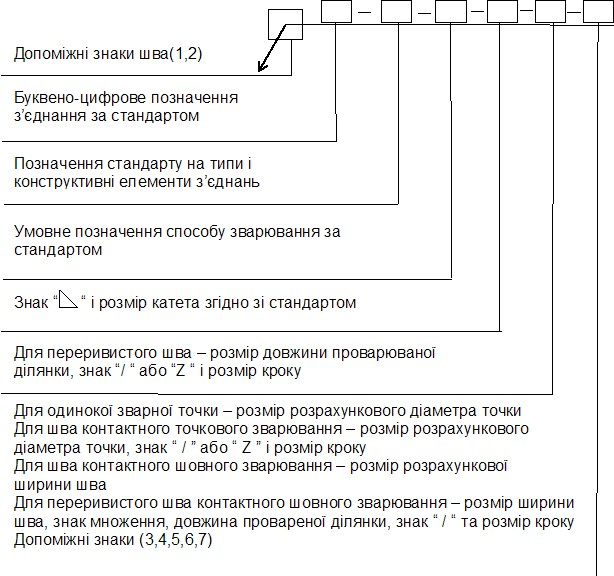 Допоміжні знаки шва(1,2)
Буквено-цифрове позначення
з’єднання за стандартом
Позначення стандарту на типи і
конструктивні елементи з’єднань
Умовне позначення способу зварювання за
стандартом
Знак “ “ і розмір катета згідно зі стандартом
Для переривистого шва – розмір довжини проварюваної
ділянки, знак “/ “ або “Z “ і розмір кроку
Для одинокої зварної точки – розмір розрахункового діаметра точки
Для шва контактного точкового зварювання – розмір розрахункового
діаметра точки, знак “ / ” або “ Z ” і розмір кроку
Для шва контактного шовного зварювання – розмір розрахункової
ширини шва
Для переривистого шва контактного шовного зварювання – розмір ширини
шва, знак множення, довжина провареної ділянки, знак “ / “ та розмір кроку
Допоміжні знаки (3,4,5,6,7)